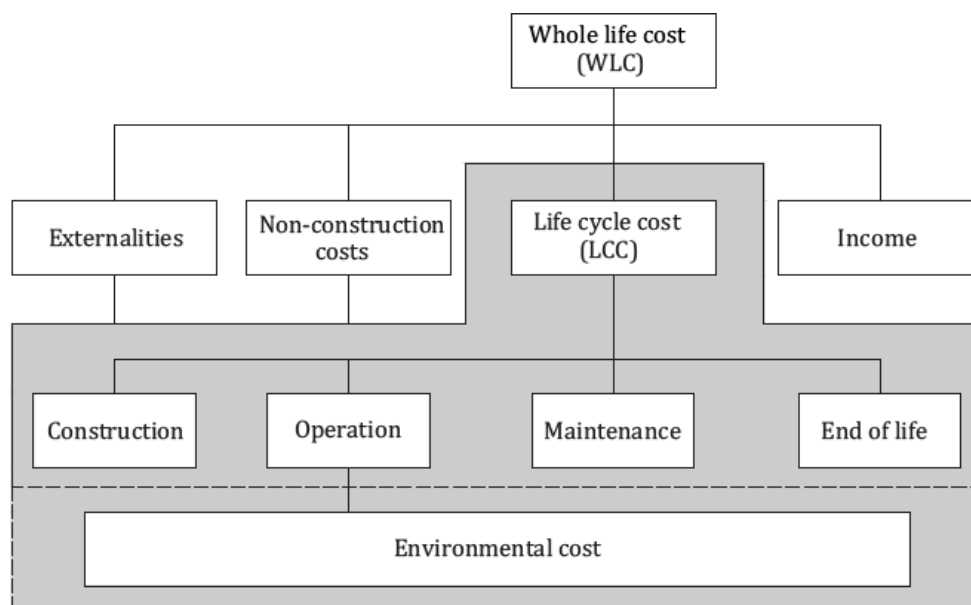 Whole life cost
(WLC)
Externalities
Non-construction
costs
Life cycle cost
(LCC)
Income
Construction
Operation
Maintenance
End of life
Environmental cost